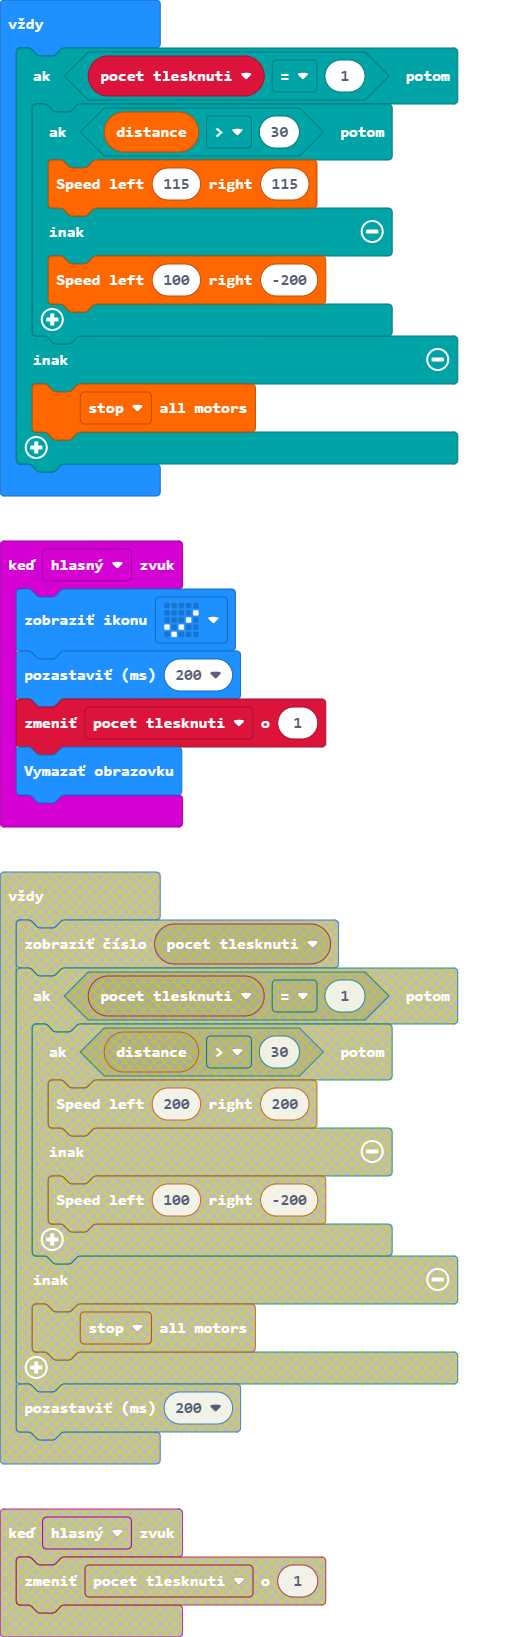 vždy
ak pocet tlesknuti = 1 potom
ak distance > 30 potom
Speed left 115 right 115
inak
Speed left 100 right -200
inak
stop all motors
keď hlasný zvuk
zobraziť ikonu
pozastaviť (ms) 200
zmeniť pocet tlesknuti o 1
Vymazať obrazovku
vždy
zobraziť číslo pocet tlesknuti
ak pocet tlesknuti = 1 potom
ak distance > 30 potom
Speed left 200 right 200
inak
Speed left 100 right -200
inak
stop all motors
pozastaviť (ms) 200
keď hlasný zvuk
zmeniť pocet tlesknuti o 1